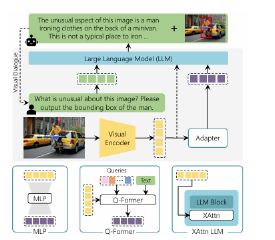 The unusual aspect of this image is a man
ironing clothes on the back of a minivan.
This is not a typical place to iron ...
+
Visual Dialogue
Large Language Model (LLM)
What is unusual about this image? Please
output the bounding box of the man.
Visual
Encoder
Adapter
MLP
MLP
Queries
...
Text
Q-Former
Q-Former
LLM Block
XAttn
XAttn LLM